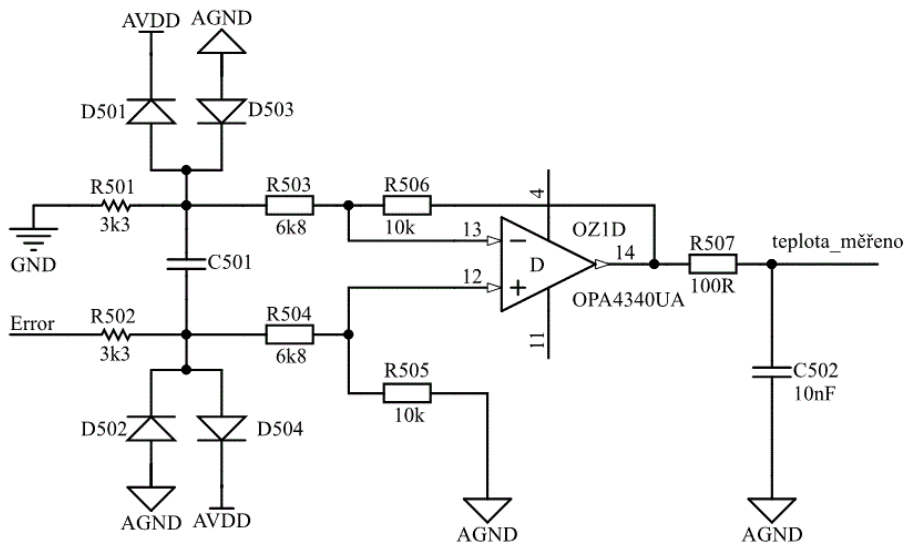 AVDD
AGND
D501
D503
R501
3k3
GND
R503
6k8
R506
10k
4
13
OZ1D
C501
D
14
R507
100R
teplota_měřeno
12
OPA4340UA
Error
R502
3k3
R504
6k8
11
R505
10k
C502
10nF
D502
D504
AGND
AVDD
AGND
AGND